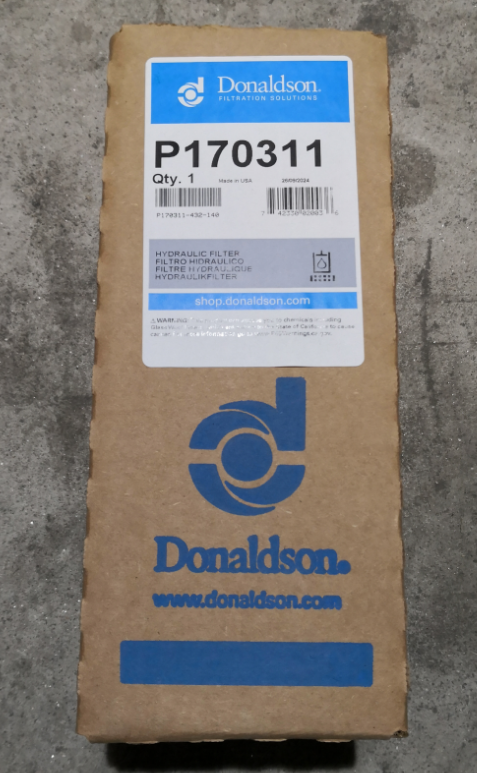 Donaldson.
FILTRATION SOLUTIONS
P170311
Qty. 1 Made in USA
P170311-432-140
HYDRAULIC FILTER
FILTRO HIDRAULICO
FILTRE HYDRAULIQUE
HYDRAULIKFILTER
shop.donaldson.com
⚠ WARNING:
Donaldson.
www.donaldson.com